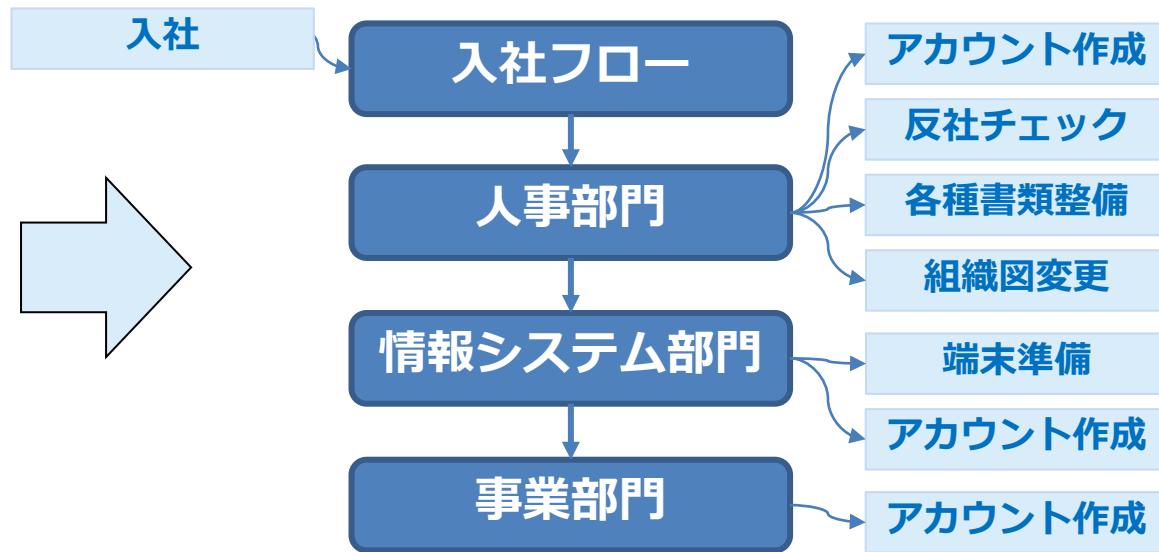 入社
入社フロー
アカウント作成
反社チェック
人事部門
各種書類整備
組織図変更
情報システム部門
端末準備
アカウント作成
事業部門
アカウント作成